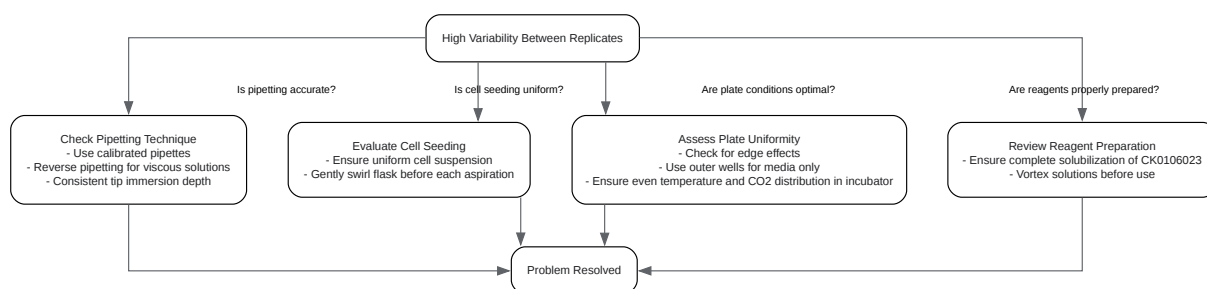 High Variability Between Replicates
Is pipetting accurate?
Is cell seeding uniform?
Are plate conditions optimal?
Are reagents properly prepared?
Check Pipetting Technique
- Use calibrated pipettes
- Reverse pipetting for viscous solutions
- Consistent tip immersion depth
Evaluate Cell Seeding
- Ensure uniform cell suspension
- Gently swirl flask before each aspiration
Assess Plate Uniformity
- Check for edge effects
- Use outer wells for media only
- Ensure even temperature and CO2 distribution in incubator
Review Reagent Preparation
- Ensure complete solubilization of CK0106023
- Vortex solutions before use
Problem Resolved